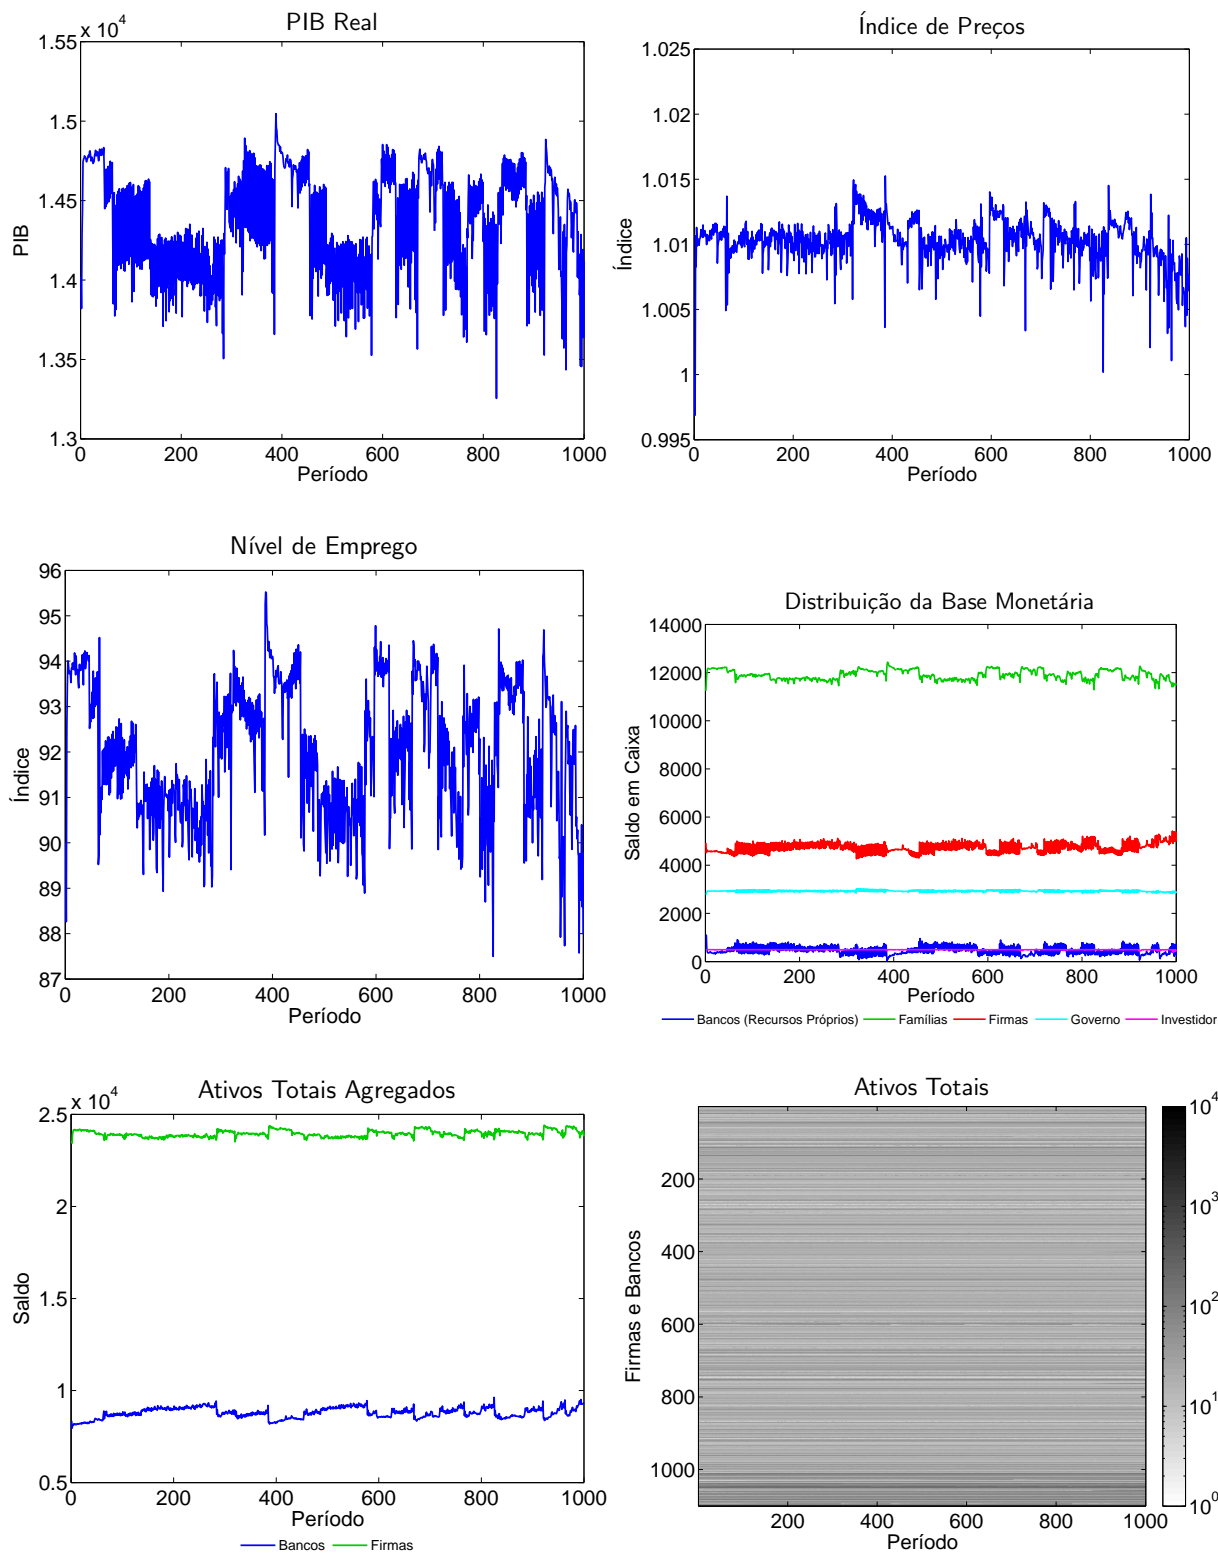 PIB Real
x 10^4
1.55
1.5
1.45
1.4
1.35
1.3
PIB
0 200 400 600 800 1000
Período
Índice de Preços
1.025
1.02
1.015
1.01
1.005
1
0.995
Índice
0 200 400 600 800 1000
Período
Nível de Emprego
96
95
94
93
92
91
90
89
88
87
Índice
0 200 400 600 800 1000
Período
Distribuição da Base Monetária
14000
12000
10000
8000
6000
4000
2000
0
Saldo em Caixa
0 200 400 600 800 1000
Período
Bancos (Recursos Próprios) Famílias Firmas Governo Investidor
Ativos Totais Agregados
x 10^4
2.5
2
1.5
1
0.5
Saldo
0 200 400 600 800 1000
Período
Bancos Firmas
Ativos Totais
200
400
600
800
1000
Firmas e Bancos
200 400 600 800 1000
Período
10^4
10^3
10^2
10^1
10^0